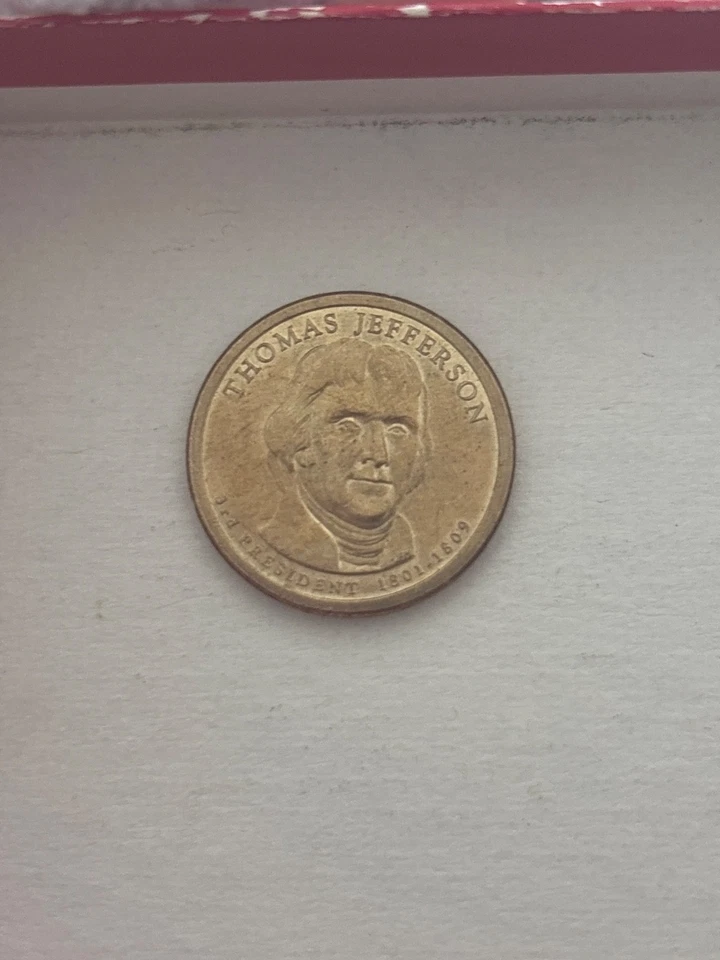 THOMAS JEFFERSON
3rd PRESIDENT 1801-1809